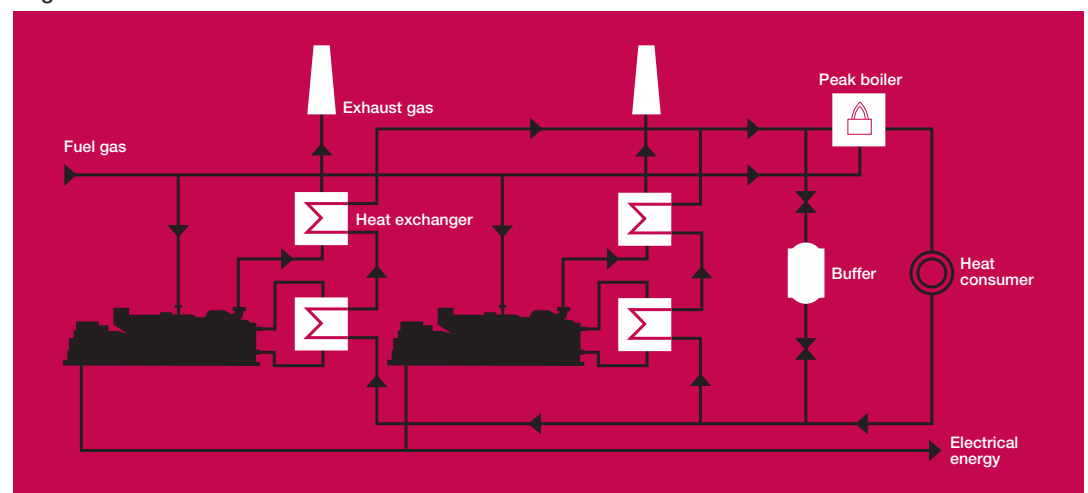 Peak boiler
Exhaust gas
Fuel gas
Heat exchanger
Buffer
Heat
consumer
Electrical
energy